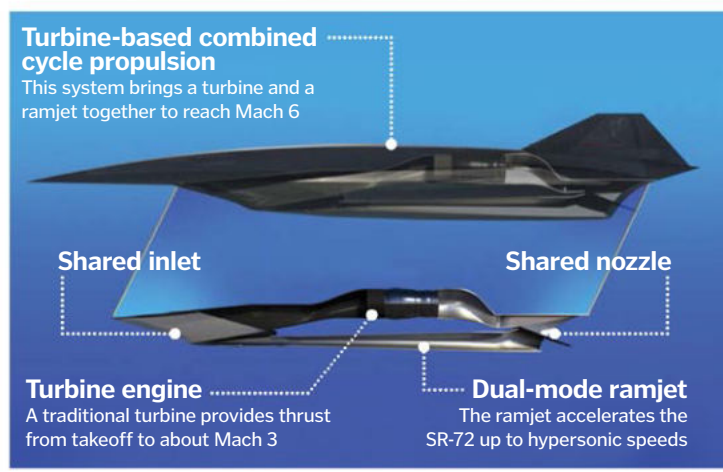 Turbine-based combined
cycle propulsion
This system brings a turbine and a
ramjet together to reach Mach 6
Shared inlet
Shared nozzle
Turbine engine
A traditional turbine provides thrust
from takeoff to about Mach 3
Dual-mode ramjet
The ramjet accelerates the
SR-72 up to hypersonic speeds